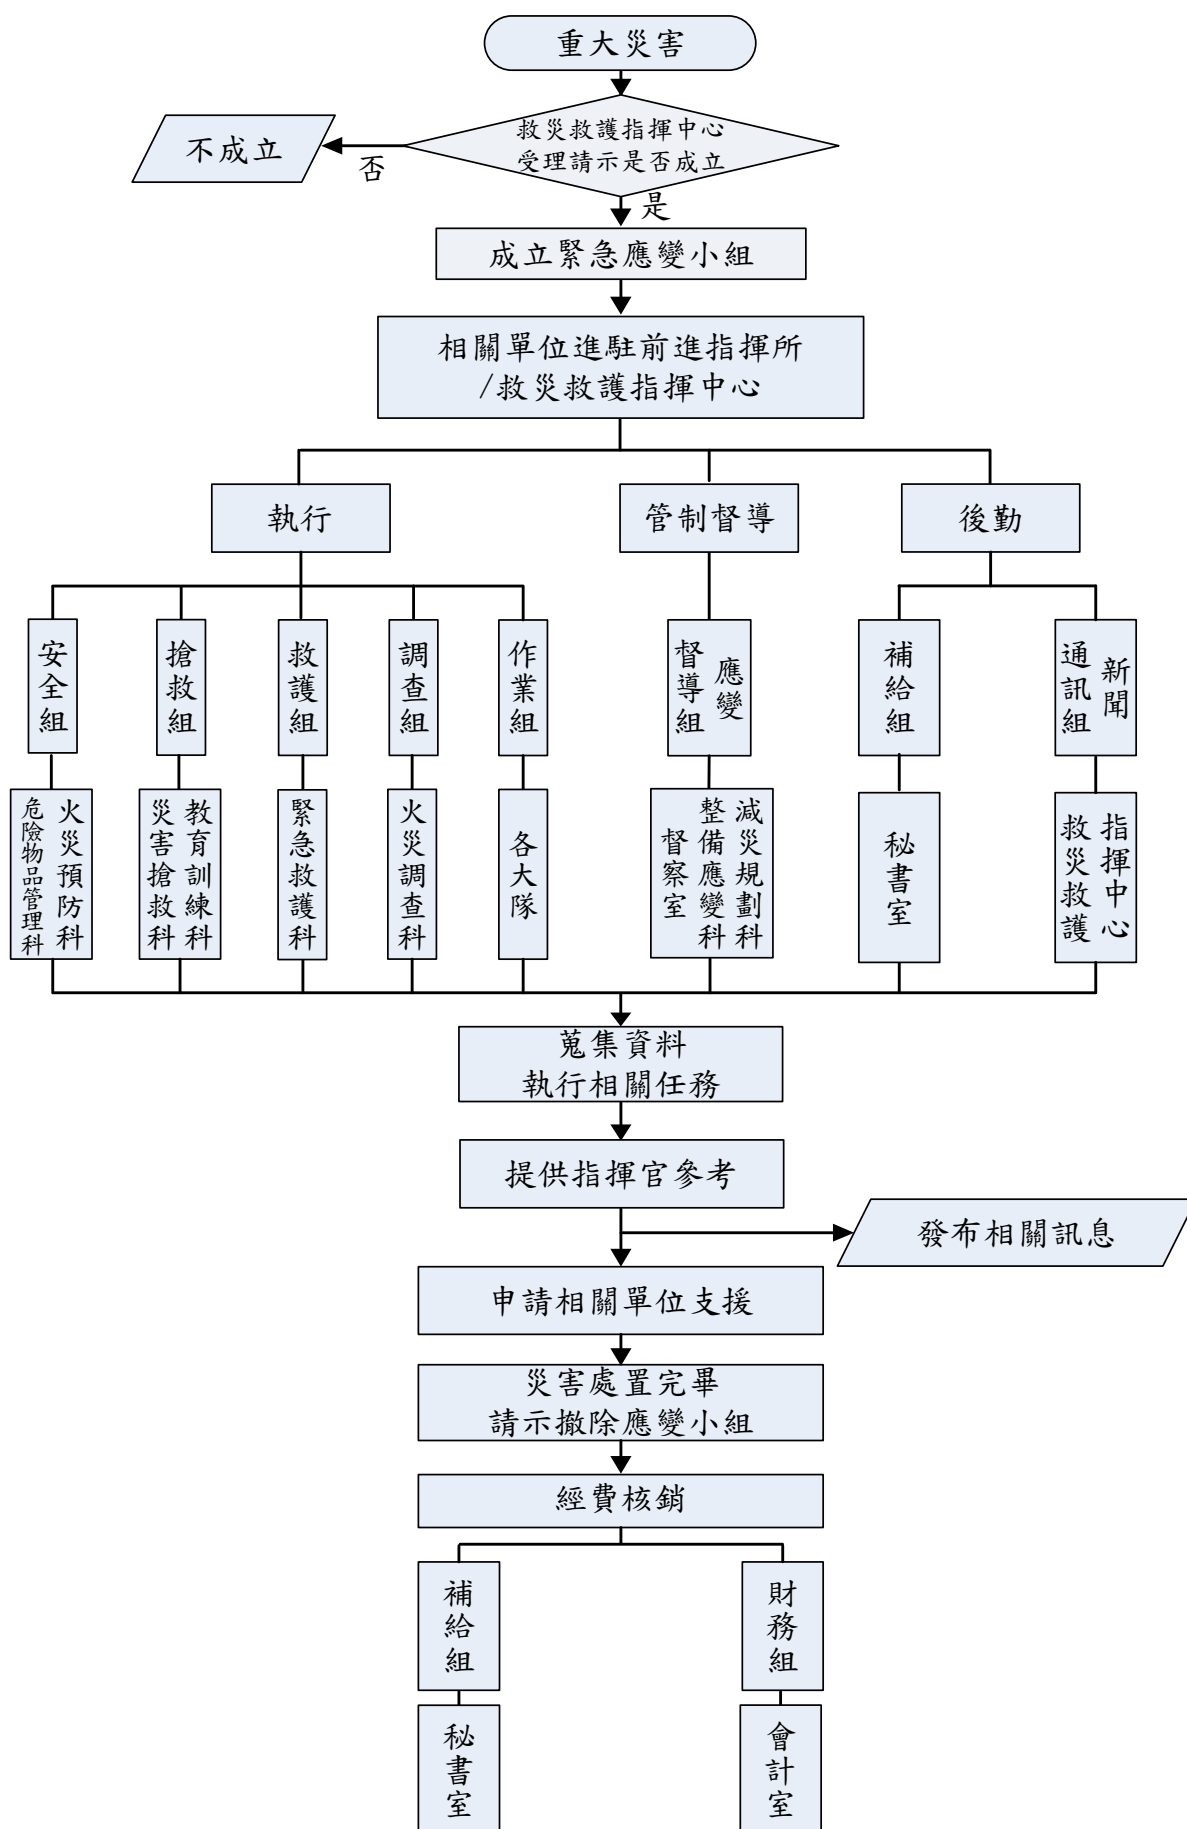 重大災害
救災救護指揮中心
受理請示是否成立
不成立
否
是
成立緊急應變小組
相關單位進駐前進指揮所
/救災救護指揮中心
執行
管制督導
後勤
安全組
搶救組
救護組
調查組
作業組
應變
督導組
補給組
新聞
通訊組
火災預防科
危險物品管理科
教育訓練科
災害搶救科
緊急救護科
火災調查科
各大隊
減災規劃科
整備應變科
督察室
秘書室
救災救護
指揮中心
蒐集資料
執行相關任務
提供指揮官參考
發布相關訊息
申請相關單位支援
災害處置完畢
請示撤除應變小組
經費核銷
補給組
財務組
秘書室
會計室